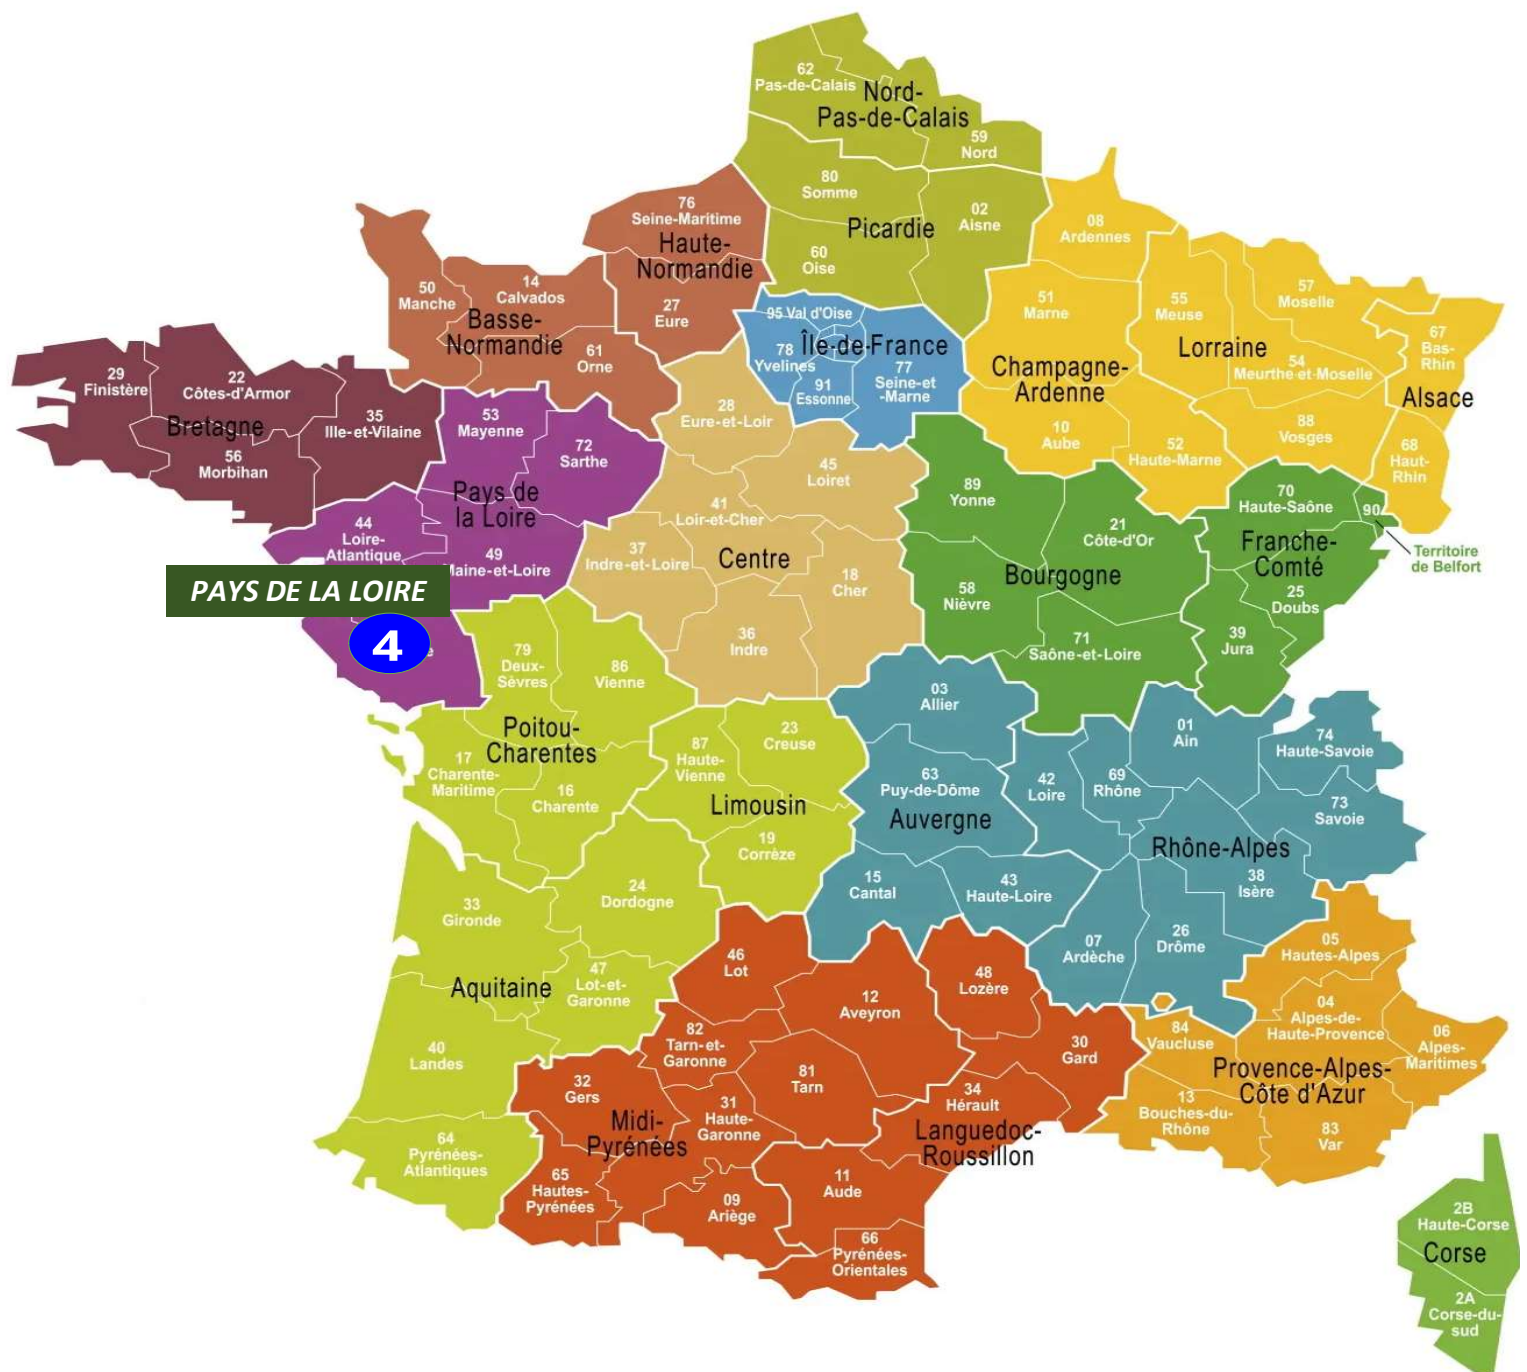 62
Pas-de-Calais
Nord-
Pas-de-Calais
59
Nord
80
Somme
02
Aisne
Picardie
60
Oise
76
Seine-Maritime
Haute-
Normandie
27
Eure
50
Manche
14
Calvados
Basse-
Normandie
61
Orne
08
Ardennes
51
Marne
Champagne-
Ardenne
10
Aube
52
Haute-Marne
55
Meuse
57
Moselle
Lorraine
54
Meurthe-et-Moselle
88
Vosges
67
Bas-
Rhin
Alsace
68
Haut-
Rhin
95 Val d'Oise
Île-de-France
78
Yvelines
91
Essonne
77
Seine-et
-Marne
29
Finistère
22
Côtes-d'Armor
35
Ille-et-Vilaine
Bretagne
56
Morbihan
53
Mayenne
72
Sarthe
Pays de
la Loire
44
Loire-
Atlantique
49
Maine-et-Loire
PAYS DE LA LOIRE
4
e
28
Eure-et-Loir
45
Loiret
41
Loir-et-Cher
37
Indre-et-Loire
Centre
18
Cher
36
Indre
89
Yonne
21
Côte-d'Or
Bourgogne
58
Nièvre
71
Saône-et-Loire
70
Haute-Saône
90
Territoire
de Belfort
Franche-
Comté
25
Doubs
39
Jura
79
Deux-
Sèvres
86
Vienne
Poitou-
Charentes
17
Charente-
Maritime
16
Charente
87
Haute-
Vienne
23
Creuse
Limousin
19
Corrèze
03
Allier
63
Puy-de-Dôme
Auvergne
15
Cantal
43
Haute-Loire
42
Loire
69
Rhône
01
Ain
74
Haute-Savoie
73
Savoie
Rhône-Alpes
38
Isère
07
Ardèche
26
Drôme
33
Gironde
24
Dordogne
Aquitaine
47
Lot-et-
Garonne
40
Landes
64
Pyrénées-
Atlantiques
46
Lot
12
Aveyron
82
Tarn-et-
Garonne
81
Tarn
32
Gers
31
Haute-
Garonne
Midi-
Pyrénées
65
Hautes-
Pyrénées
09
Ariège
48
Lozère
30
Gard
34
Hérault
Languedoc-
Roussillon
11
Aude
66
Pyrénées-
Orientales
05
Hautes-Alpes
04
Alpes-de-
Haute-Provence
06
Alpes-
Maritimes
84
Vaucluse
Provence-Alpes-
Côte d'Azur
13
Bouches-du-
Rhône
83
Var
2B
Haute-Corse
Corse
2A
Corse-du-
sud